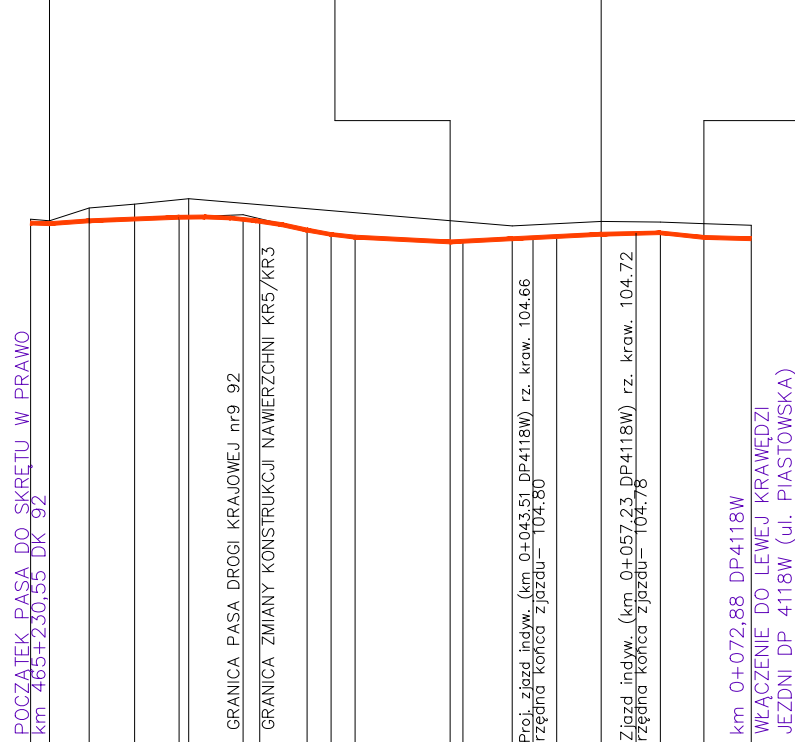 POCZĄTEK PASA DO SKRĘTU W PRAWO
km 465+230,55 DK 92
GRANICA PASA DROGI KRAJOWEJ nr9 92
GRANICA ZMIANY KONSTRUKCJI NAWIERZCHNI KR5/KR3
Proj. zjazd indyw. (km 0+043.51 DP4118W) rz. kraw. 104.66
rzędna końca zjazdu- 104.80
Zjazd indyw. (km 0+057.23 DP4118W) rz. kraw. 104.72
rzędna końca zjazdu- 104.78
km 0+072,88 DP4118W
WŁĄCZENIE DO LEWEJ KRAWĘDZI
JEZDNI DP 4118W (ul. PIASTOWSKA)